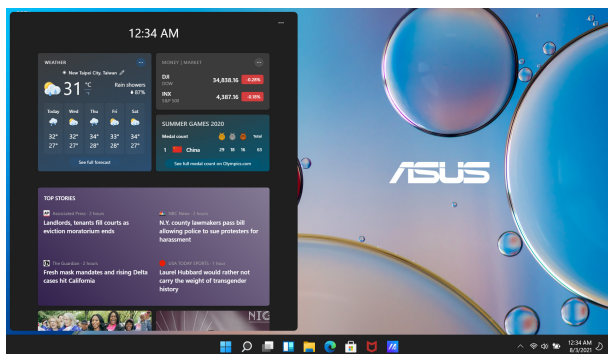 12:34 AM
WEATHER
New Taipei City, Taiwan
31 °C
°F
Rain showers
87%
Today Wed Thu Fri Sat
32° 32° 34° 33° 34°
27° 27° 28° 28° 27°
See full forecast
MONEY | MARKET
DJI
DOW
34,838.16 -0.28%
INX
S&P 500
4,387.16 -0.18%
SUMMER GAMES 2020
Medal count Total
1 China 29 18 16 63
See full medal count on Olympics.com
TOP STORIES
Associated Press · 2 hours
Landlords, tenants fill courts as
eviction moratorium ends
NBC News · 2 hours
N.Y. county lawmakers pass bill
allowing police to sue protesters for
harassment
The Guardian · 2 hours
Fresh mask mandates and rising Delta
cases hit California
USA TODAY SPORTS · 1 hour
Laurel Hubbard would rather not
carry the weight of transgender
history
NIG
ASUS
12:34 AM
8/3/2021